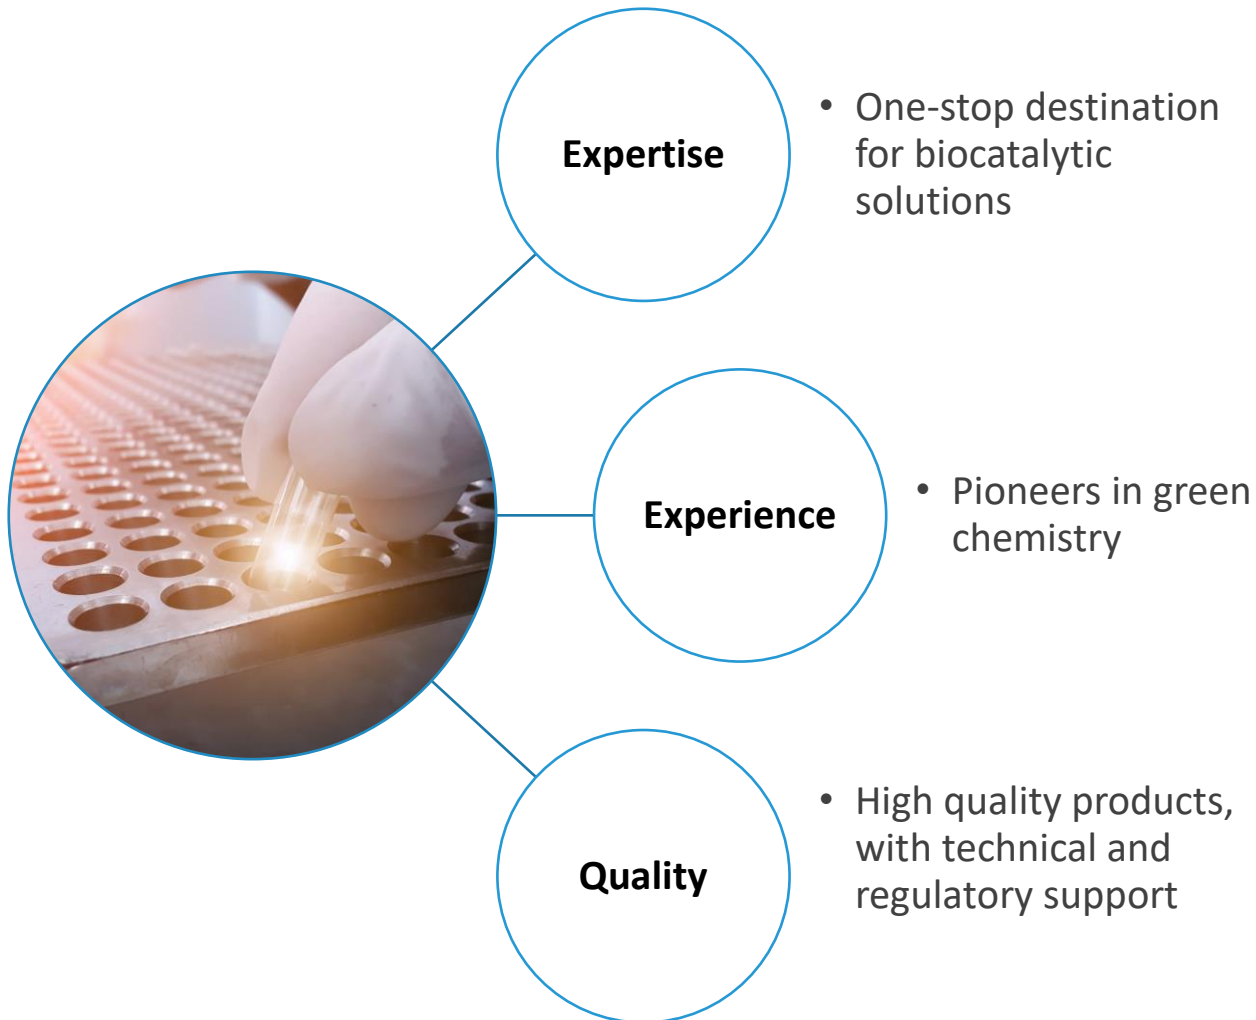 Expertise
• One-stop destination
for biocatalytic
solutions
Experience
• Pioneers in green
chemistry
Quality
• High quality products,
with technical and
regulatory support